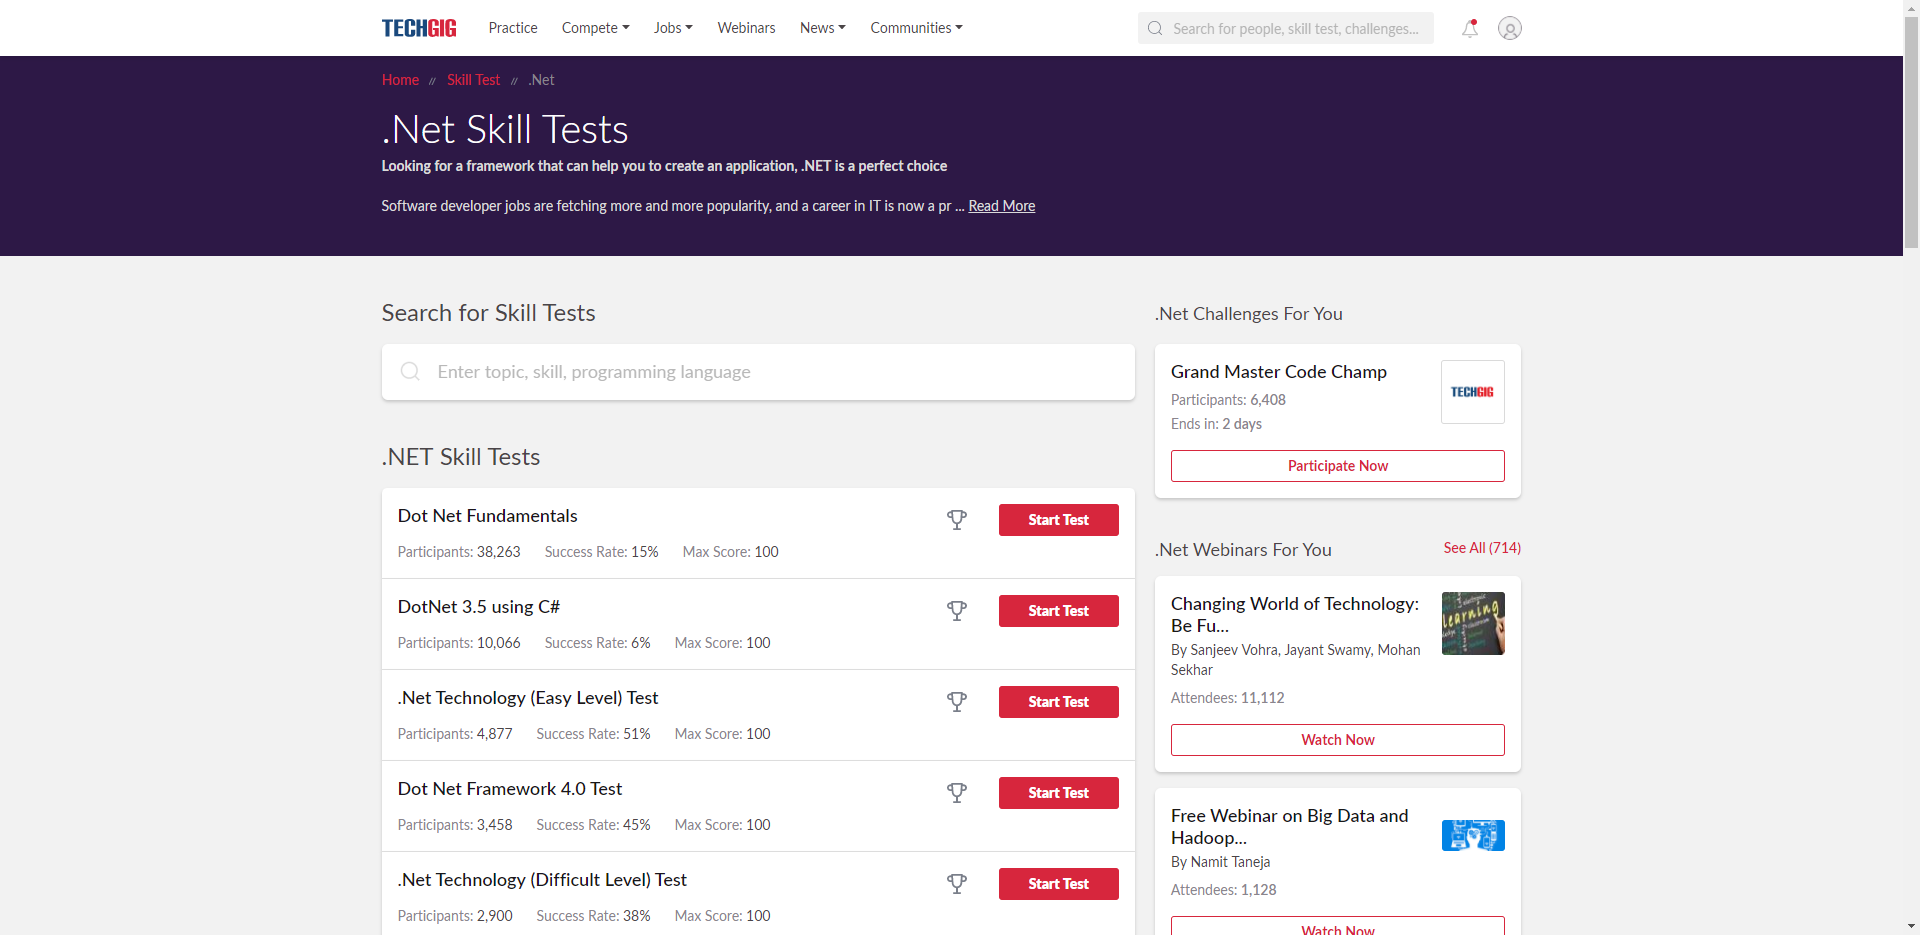 TECHGIG
Practice
Compete
Jobs
Webinars
News
Communities
Search for people, skill test, challenges...
Home // Skill Test // .Net
.Net Skill Tests
Looking for a framework that can help you to create an application, .NET is a perfect choice
Software developer jobs are fetching more and more popularity, and a career in IT is now a pr ... Read More
Search for Skill Tests
Enter topic, skill, programming language
.NET Skill Tests
Dot Net Fundamentals
Participants: 38,263 Success Rate: 15% Max Score: 100
Start Test
DotNet 3.5 using C#
Participants: 10,066 Success Rate: 6% Max Score: 100
Start Test
.Net Technology (Easy Level) Test
Participants: 4,877 Success Rate: 51% Max Score: 100
Start Test
Dot Net Framework 4.0 Test
Participants: 3,458 Success Rate: 45% Max Score: 100
Start Test
.Net Technology (Difficult Level) Test
Participants: 2,900 Success Rate: 38% Max Score: 100
Start Test
.Net Challenges For You
Grand Master Code Champ
Participants: 6,408
Ends in: 2 days
TECHGIG
Participate Now
.Net Webinars For You
See All (714)
Changing World of Technology:
Be Fu...
By Sanjeev Vohra, Jayant Swamy, Mohan
Sekhar
Attendees: 11,112
learning
Watch Now
Free Webinar on Big Data and
Hadoop...
By Namit Taneja
Attendees: 1,128
Watch Now